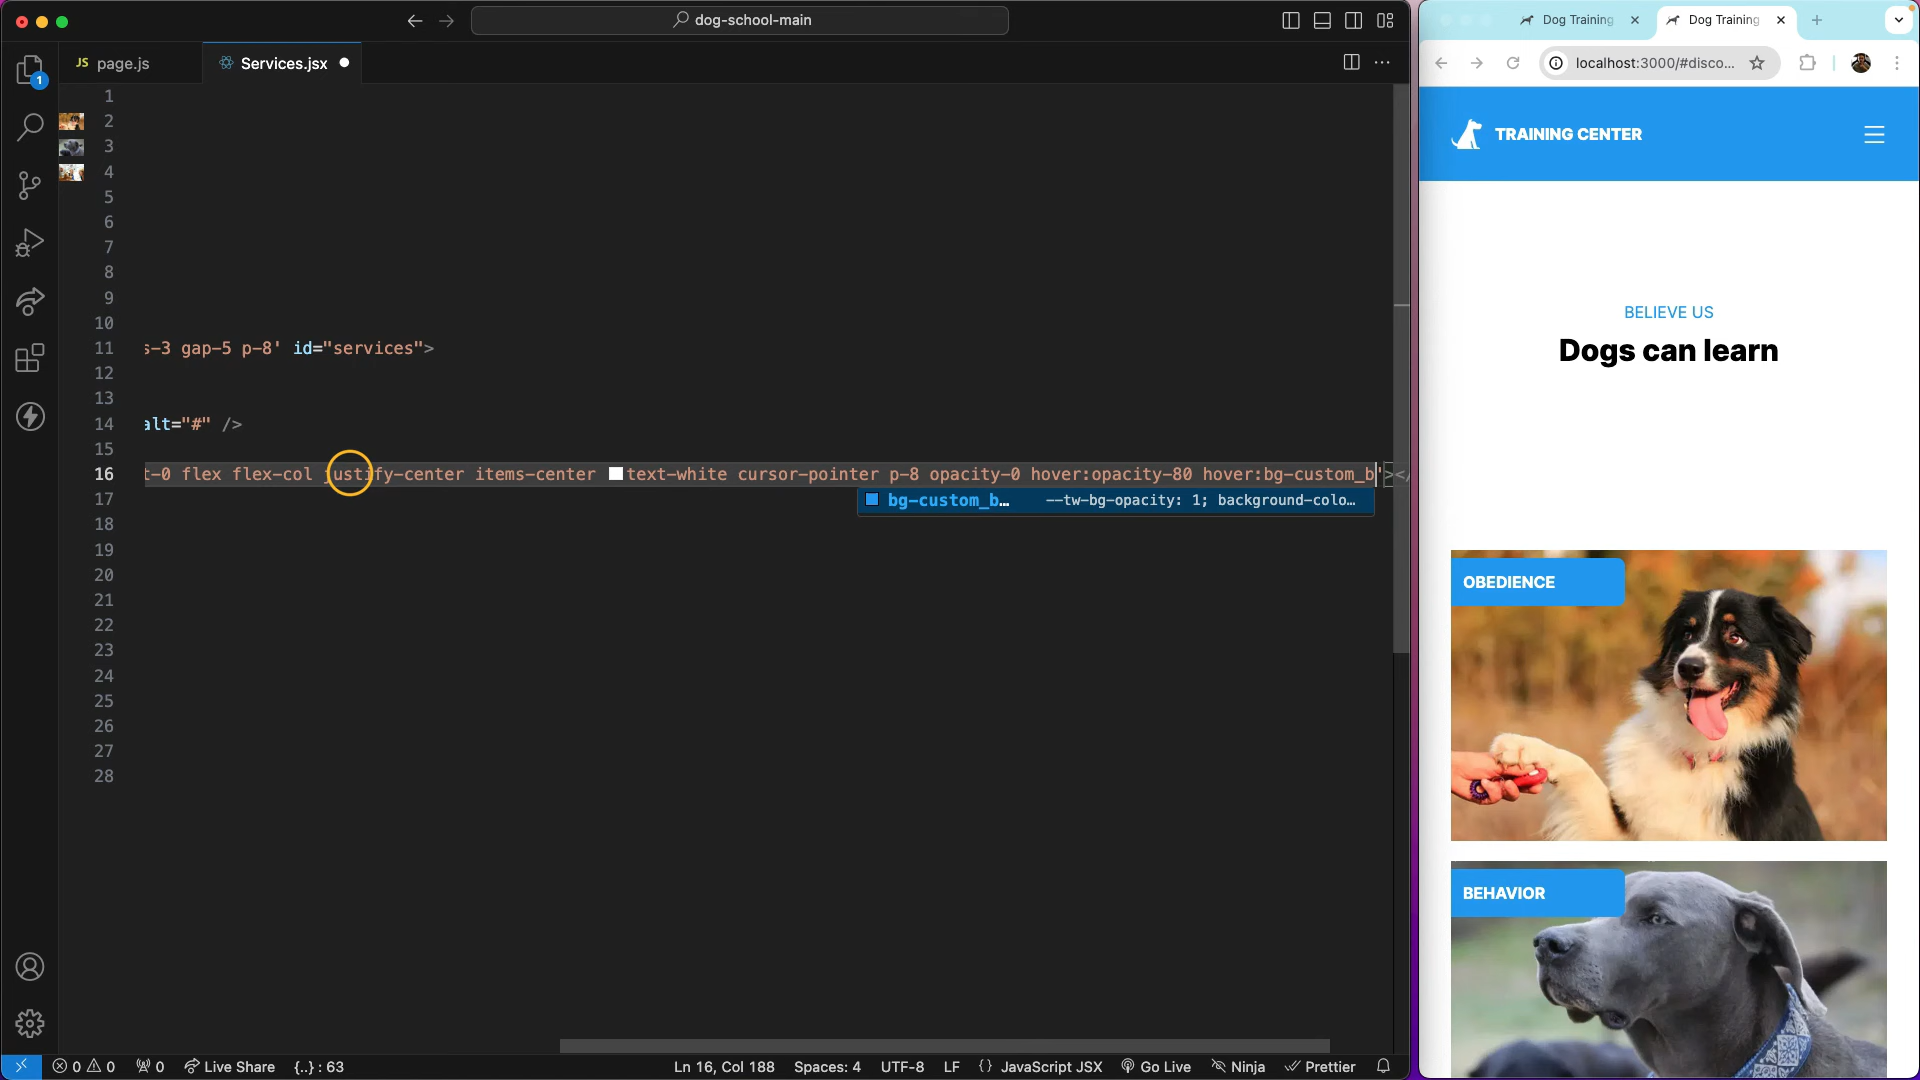 dog-school-main
JS page.js
Services.jsx
1
1
2
3
4
5
6
7
8
9
10
11 s-3 gap-5 p-8' id="services">
12
13
14 alt="#" />
15
16 t-0 flex flex-col justify-center items-center text-white cursor-pointer p-8 opacity-0 hover:opacity-80 hover:bg-custom_b'></
bg-custom_b… --tw-bg-opacity: 1; background-colo…
17
18
19
20
21
22
23
24
25
26
27
28
0 0 0 Live Share {..} : 63 Ln 16, Col 188 Spaces: 4 UTF-8 LF {} JavaScript JSX Go Live Ninja Prettier
Dog Training Dog Training
localhost:3000/#disco...
TRAINING CENTER
BELIEVE US
Dogs can learn
OBEDIENCE
BEHAVIOR